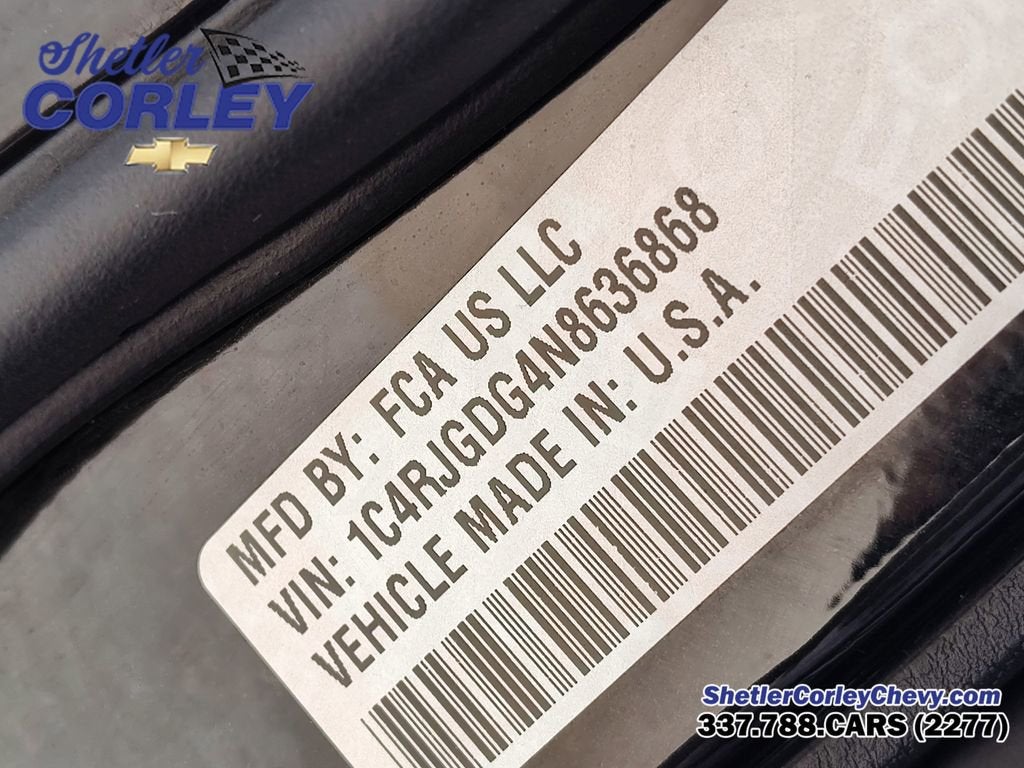 Shetler
CORLEY
MFD BY: FCA US LLC
VIN: 1C4RJGDG4N8636868
VEHICLE MADE IN: U.S.A.
ShetlerCorleyChevy.com
337.788.CARS (2277)